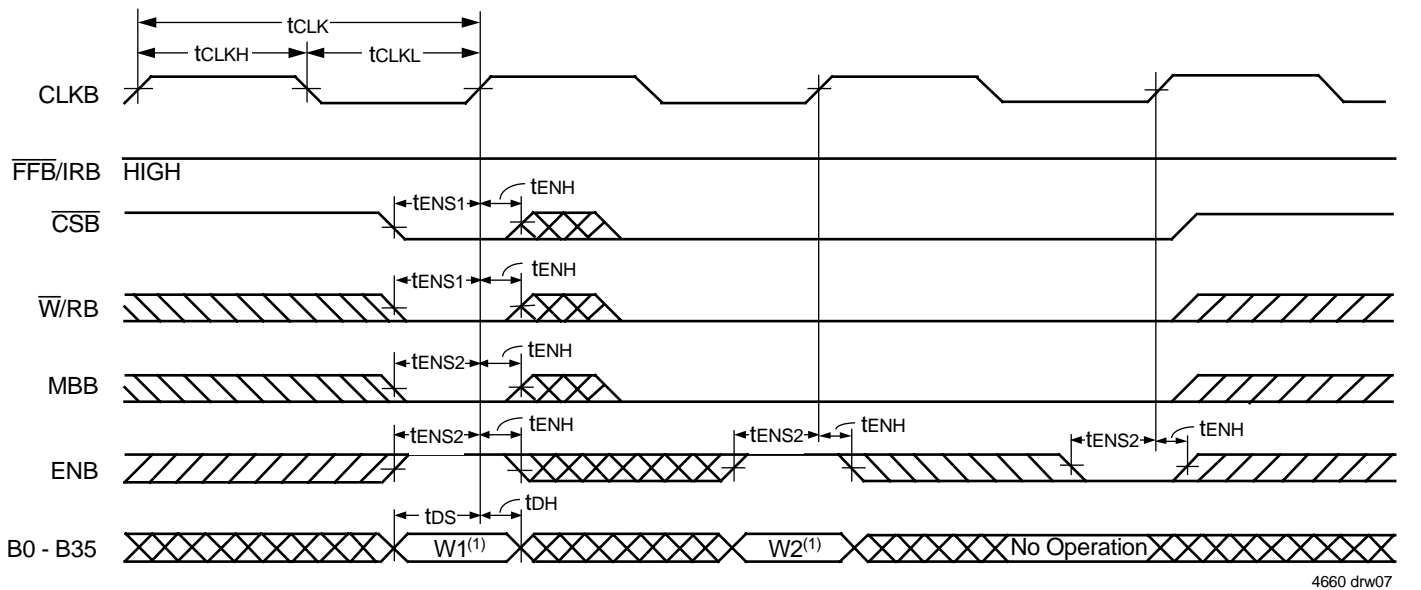 tCLK
tCLKH tCLKL
CLKB
FFB/IRB HIGH
tENS1 tENH
CSB
tENS1 tENH
W/RB
tENS2 tENH
MBB
tENS2 tENH tENS2 tENH tENS2 tENH
ENB
tDS tDH
B0 - B35 W1(1) W2(1) No Operation
4660 drw07